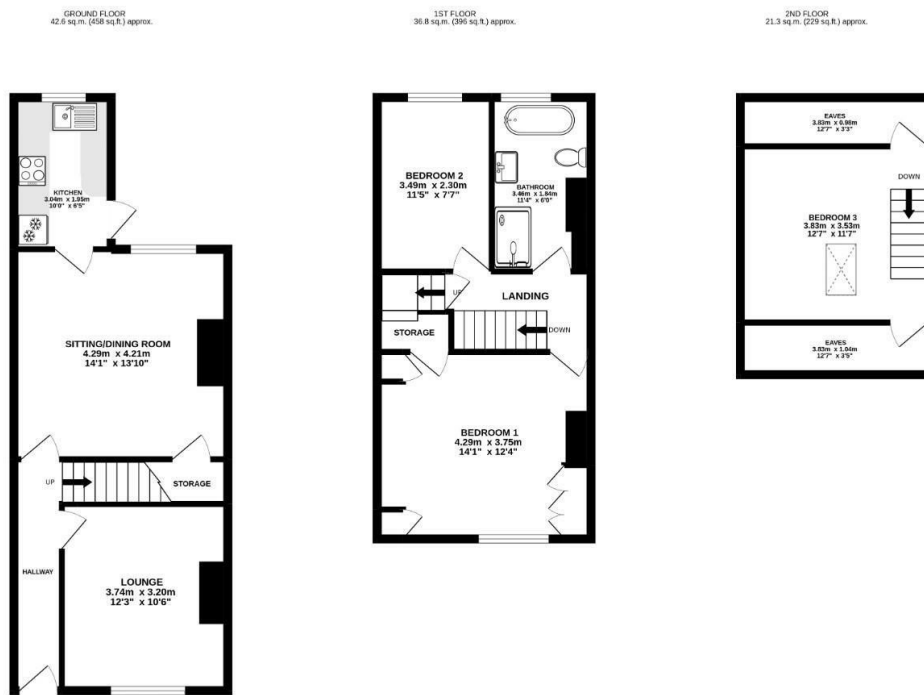 GROUND FLOOR
42.6 sq.m. (458 sq.ft.) approx.
1ST FLOOR
36.8 sq.m. (396 sq.ft.) approx.
2ND FLOOR
21.3 sq.m. (229 sq.ft.) approx.
KITCHEN
3.04m x 1.95m
10'0" x 6'5"
SITTING/DINING ROOM
4.29m x 4.21m
14'1" x 13'10"
UP
STORAGE
HALLWAY
LOUNGE
3.74m x 3.20m
12'3" x 10'6"
BEDROOM 2
3.49m x 2.30m
11'5" x 7'7"
BATHROOM
3.46m x 1.84m
11'4" x 6'0"
UP
LANDING
STORAGE
DOWN
BEDROOM 1
4.29m x 3.75m
14'1" x 12'4"
EAVES
3.83m x 0.98m
12'7" x 3'3"
DOWN
BEDROOM 3
3.83m x 3.53m
12'7" x 11'7"
EAVES
3.83m x 1.04m
12'7" x 3'5"